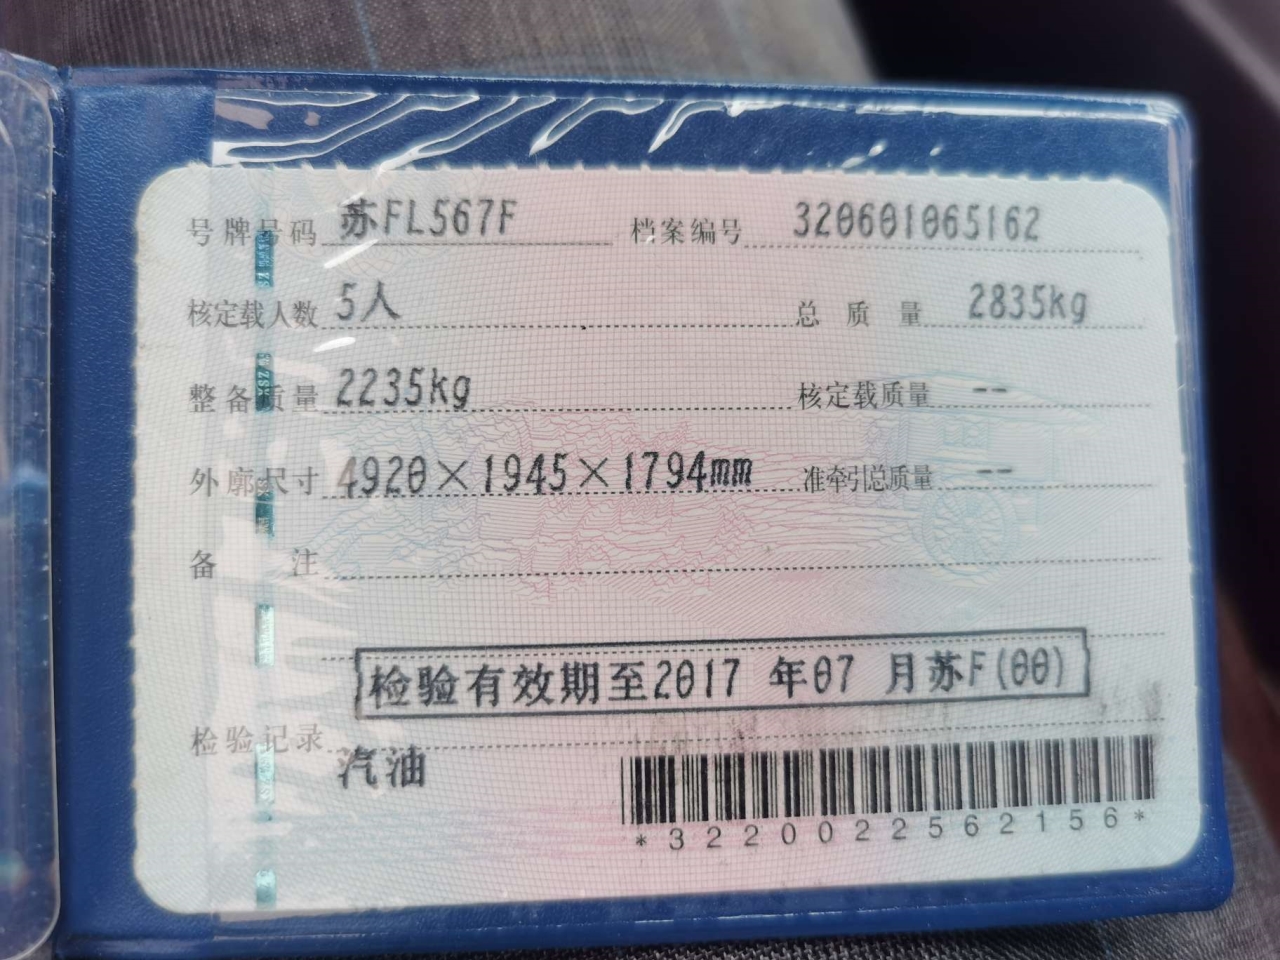 号牌号码 苏FL567F 档案编号 320601065162
核定载人数 5人 总质量 2835kg
整备质量 2235kg 核定载质量 --
外廓尺寸 4920×1945×1794mm 准牵引总质量 --
备注
检验有效期至2017 年07 月苏F(00)
检验记录
汽油
*3220022562156*